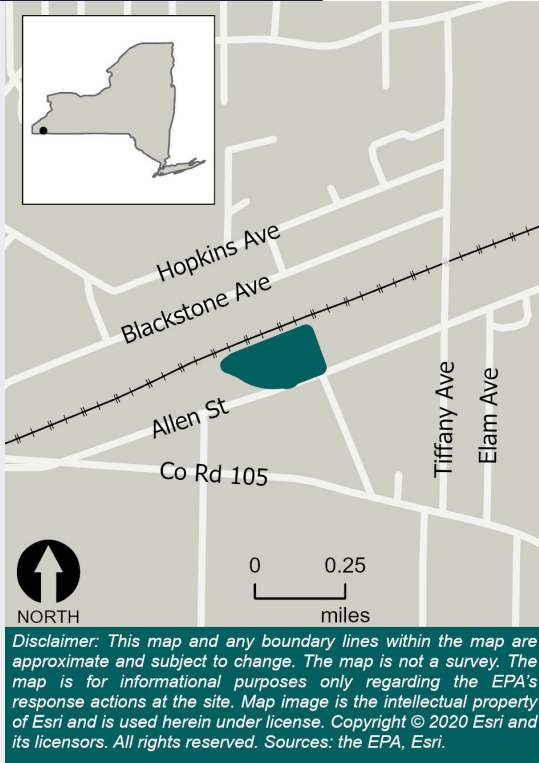 Hopkins Ave
Blackstone Ave
Allen St
Tiffany Ave
Elam Ave
Co Rd 105
0 0.25
miles
NORTH
Disclaimer: This map and any boundary lines within the map are
approximate and subject to change. The map is not a survey. The
map is for informational purposes only regarding the EPA's
response actions at the site. Map image is the intellectual property
of Esri and is used herein under license. Copyright © 2020 Esri and
its licensors. All rights reserved. Sources: the EPA, Esri.